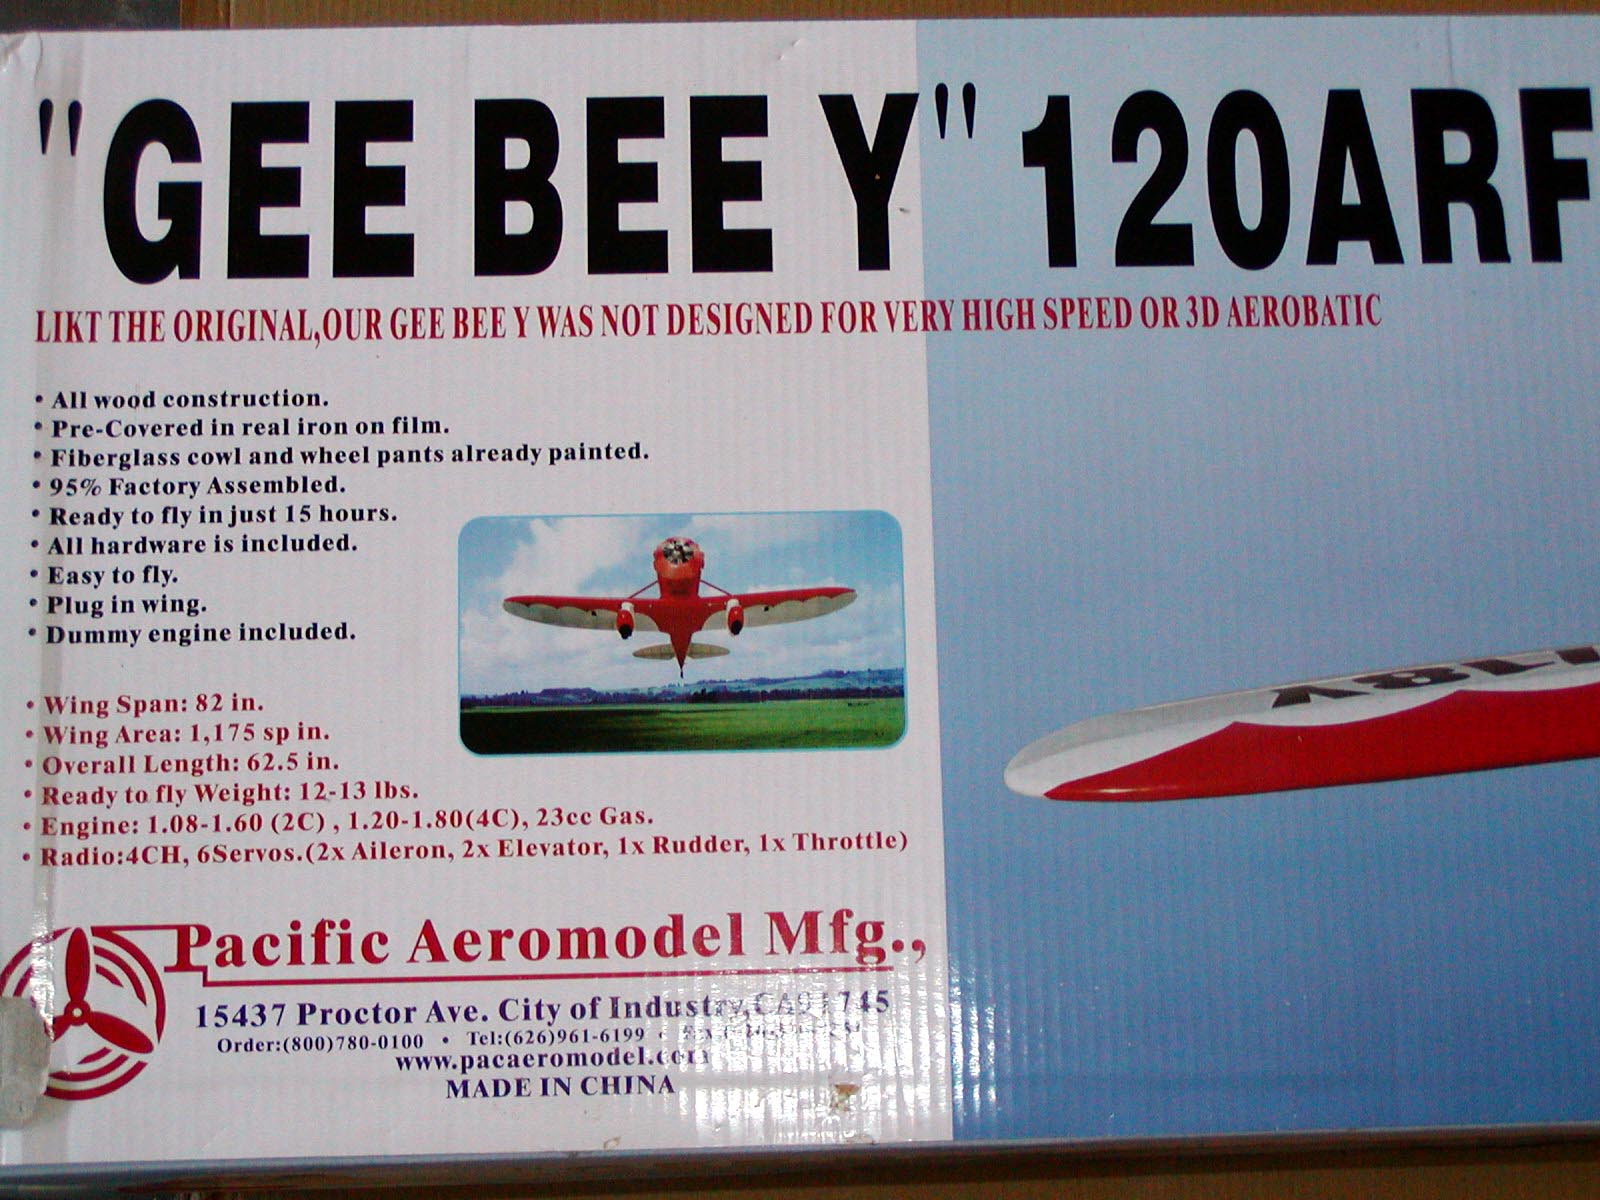 "GEE BEE Y" 120ARF
LIKT THE ORIGINAL,OUR GEE BEE Y WAS NOT DESIGNED FOR VERY HIGH SPEED OR 3D AEROBATIC
• All wood construction.
• Pre-Covered in real iron on film.
• Fiberglass cowl and wheel pants already painted.
• 95% Factory Assembled.
• Ready to fly in just 15 hours.
• All hardware is included.
• Easy to fly.
• Plug in wing.
• Dummy engine included.
• Wing Span: 82 in.
• Wing Area: 1,175 sp in.
• Overall Length: 62.5 in.
• Ready to fly Weight: 12-13 lbs.
• Engine: 1.08-1.60 (2C) , 1.20-1.80(4C), 23cc Gas.
• Radio:4CH, 6Servos.(2x Aileron, 2x Elevator, 1x Rudder, 1x Throttle)
Pacific Aeromodel Mfg.,
15437 Proctor Ave. City of Industry,CA91745
Order:(800)780-0100 • Tel:(626)961-6199 •
www.pacaeromodel.com
MADE IN CHINA